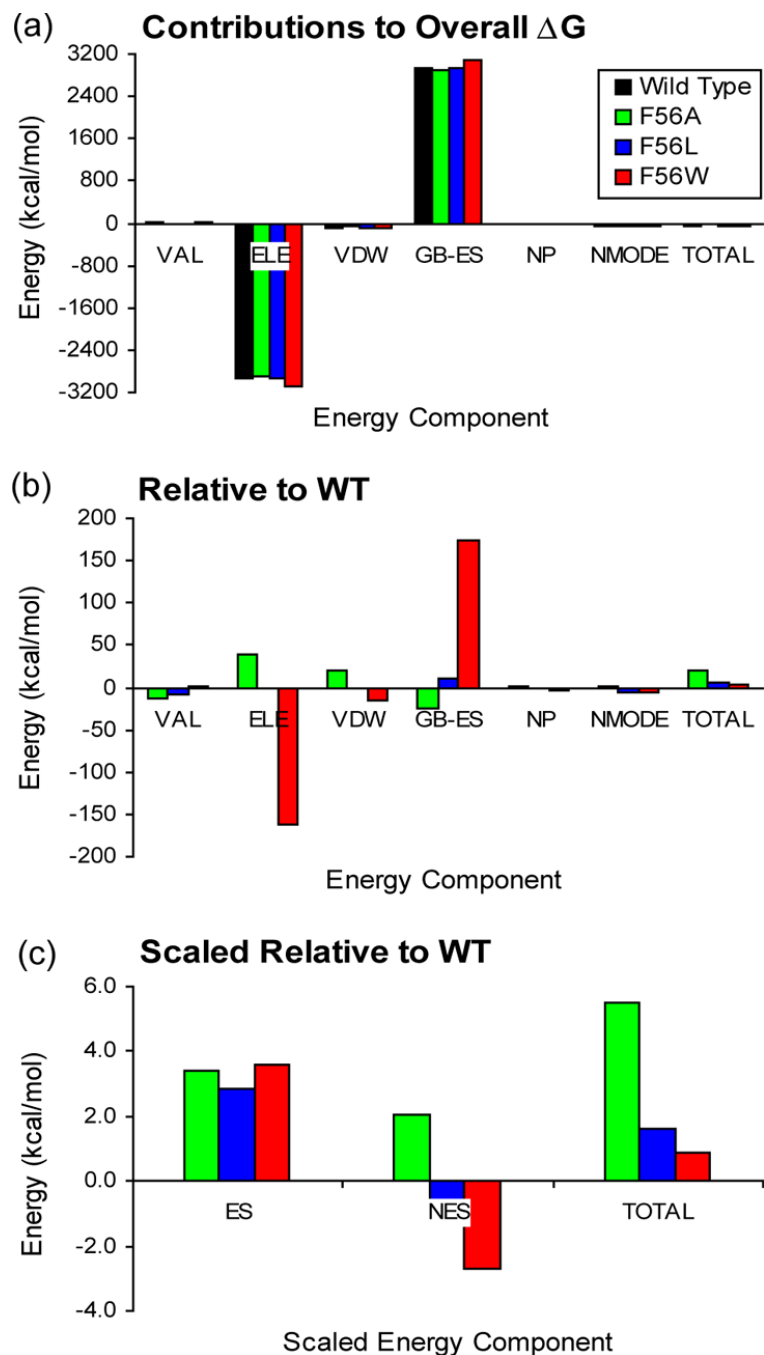 (a) Contributions to Overall ΔG
Energy (kcal/mol)
3200
2400
1600
800
0
-800
-1600
-2400
-3200
Wild Type
F56A
F56L
F56W
VAL ELE VDW GB-ES NP NMODE TOTAL
Energy Component
(b) Relative to WT
Energy (kcal/mol)
200
150
100
50
0
-50
-100
-150
-200
VAL ELE VDW GB-ES NP NMODE TOTAL
Energy Component
(c) Scaled Relative to WT
Energy (kcal/mol)
6.0
4.0
2.0
0.0
-2.0
-4.0
ES NES TOTAL
Scaled Energy Component